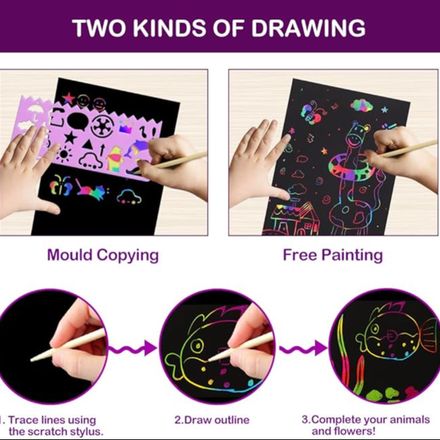 TWO KINDS OF DRAWING
Mould Copying
Free Painting
1. Trace lines using
the scratch stylus.
2.Draw outline
3.Complete your animals
and flowers!